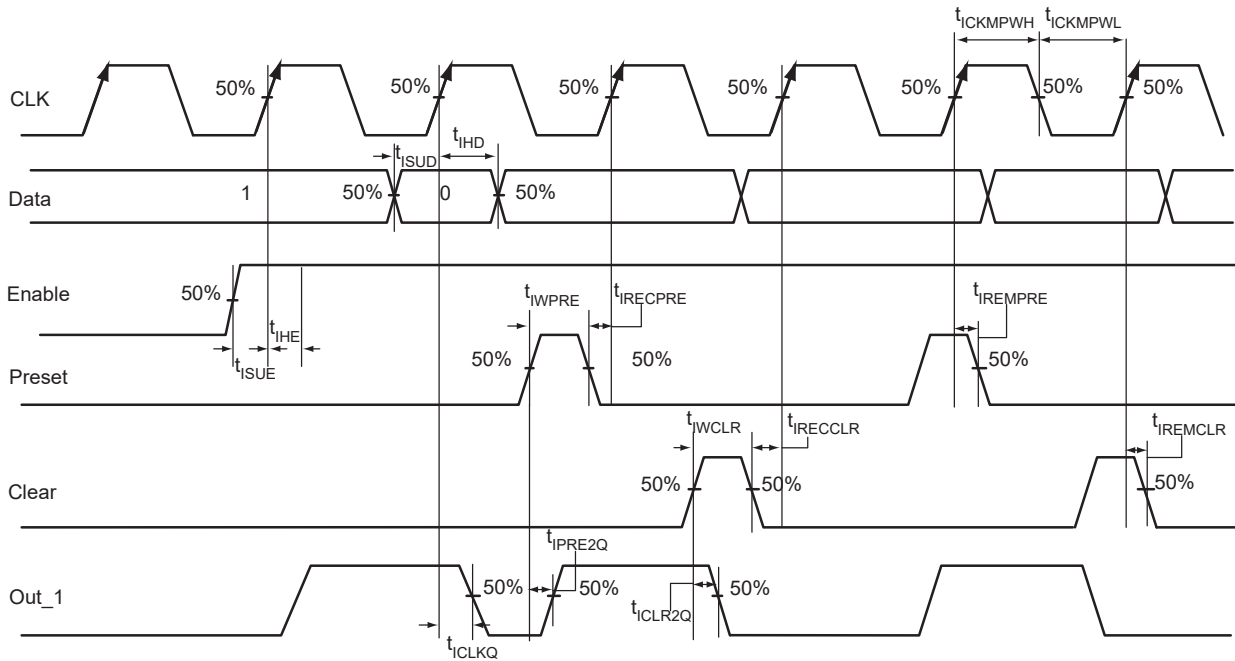 tICKMPWH tICKMPWL
CLK 50% 50% 50% 50% 50% 50% 50%
tISUD tIHD
Data 1 50% 0 50%
Enable 50%
tIHE tISUE
tIWPRE tIRECPRE tIREMPRE
Preset 50% 50% 50%
tIWCLR tIRECCLR tIREMCLR
Clear 50% 50% 50%
tIPRE2Q
Out_1 50% 50% 50%
tICLKQ tICLR2Q